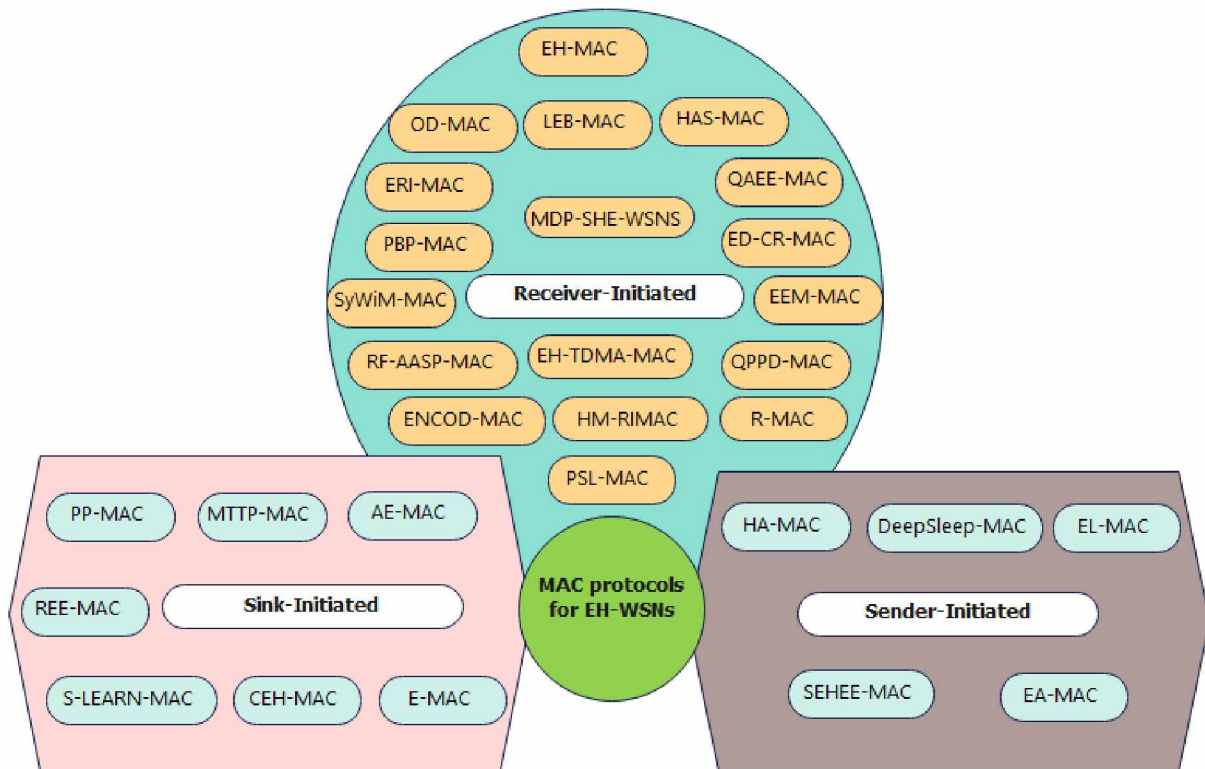 EH-MAC
OD-MAC
LEB-MAC
HAS-MAC
ERI-MAC
QAEE-MAC
MDP-SHE-WSNS
PBP-MAC
ED-CR-MAC
SyWiM-MAC
Receiver-Initiated
EEM-MAC
RF-AASP-MAC
EH-TDMA-MAC
QPPD-MAC
ENCOD-MAC
HM-RIMAC
R-MAC
PSL-MAC
PP-MAC
MTTP-MAC
AE-MAC
REE-MAC
Sink-Initiated
S-LEARN-MAC
CEH-MAC
E-MAC
MAC protocols
for EH-WSNs
HA-MAC
DeepSleep-MAC
EL-MAC
Sender-Initiated
SEHEE-MAC
EA-MAC